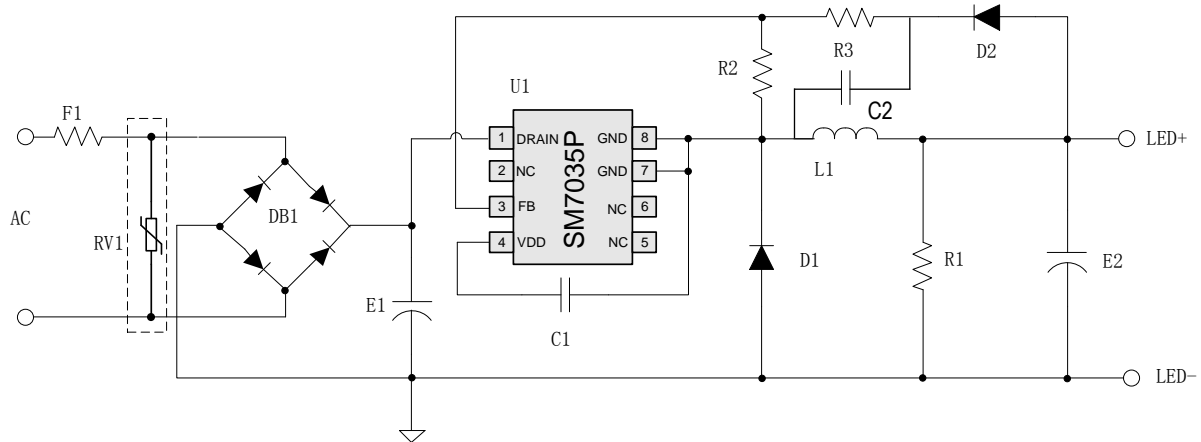 R3
D2
R2
U1
C2
F1
1 DRAIN GND 8
LED+
2 NC GND 7
L1
AC
RV1
DB1
3 FB NC 6
4 VDD NC 5
SM7035P
D1
R1
E2
E1
C1
LED-